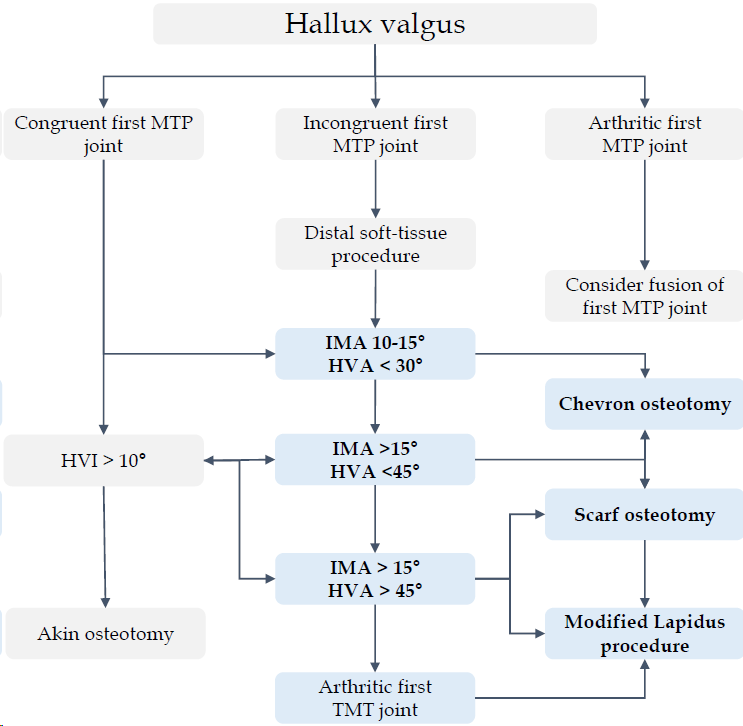 Hallux valgus
Congruent first MTP
joint
Incongruent first
MTP joint
Arthritic first
MTP joint
Distal soft-tissue
procedure
Consider fusion of
first MTP joint
IMA 10-15°
HVA < 30°
Chevron osteotomy
HVI > 10°
IMA >15°
HVA <45°
Scarf osteotomy
IMA > 15°
HVA > 45°
Akin osteotomy
Modified Lapidus
procedure
Arthritic first
TMT joint